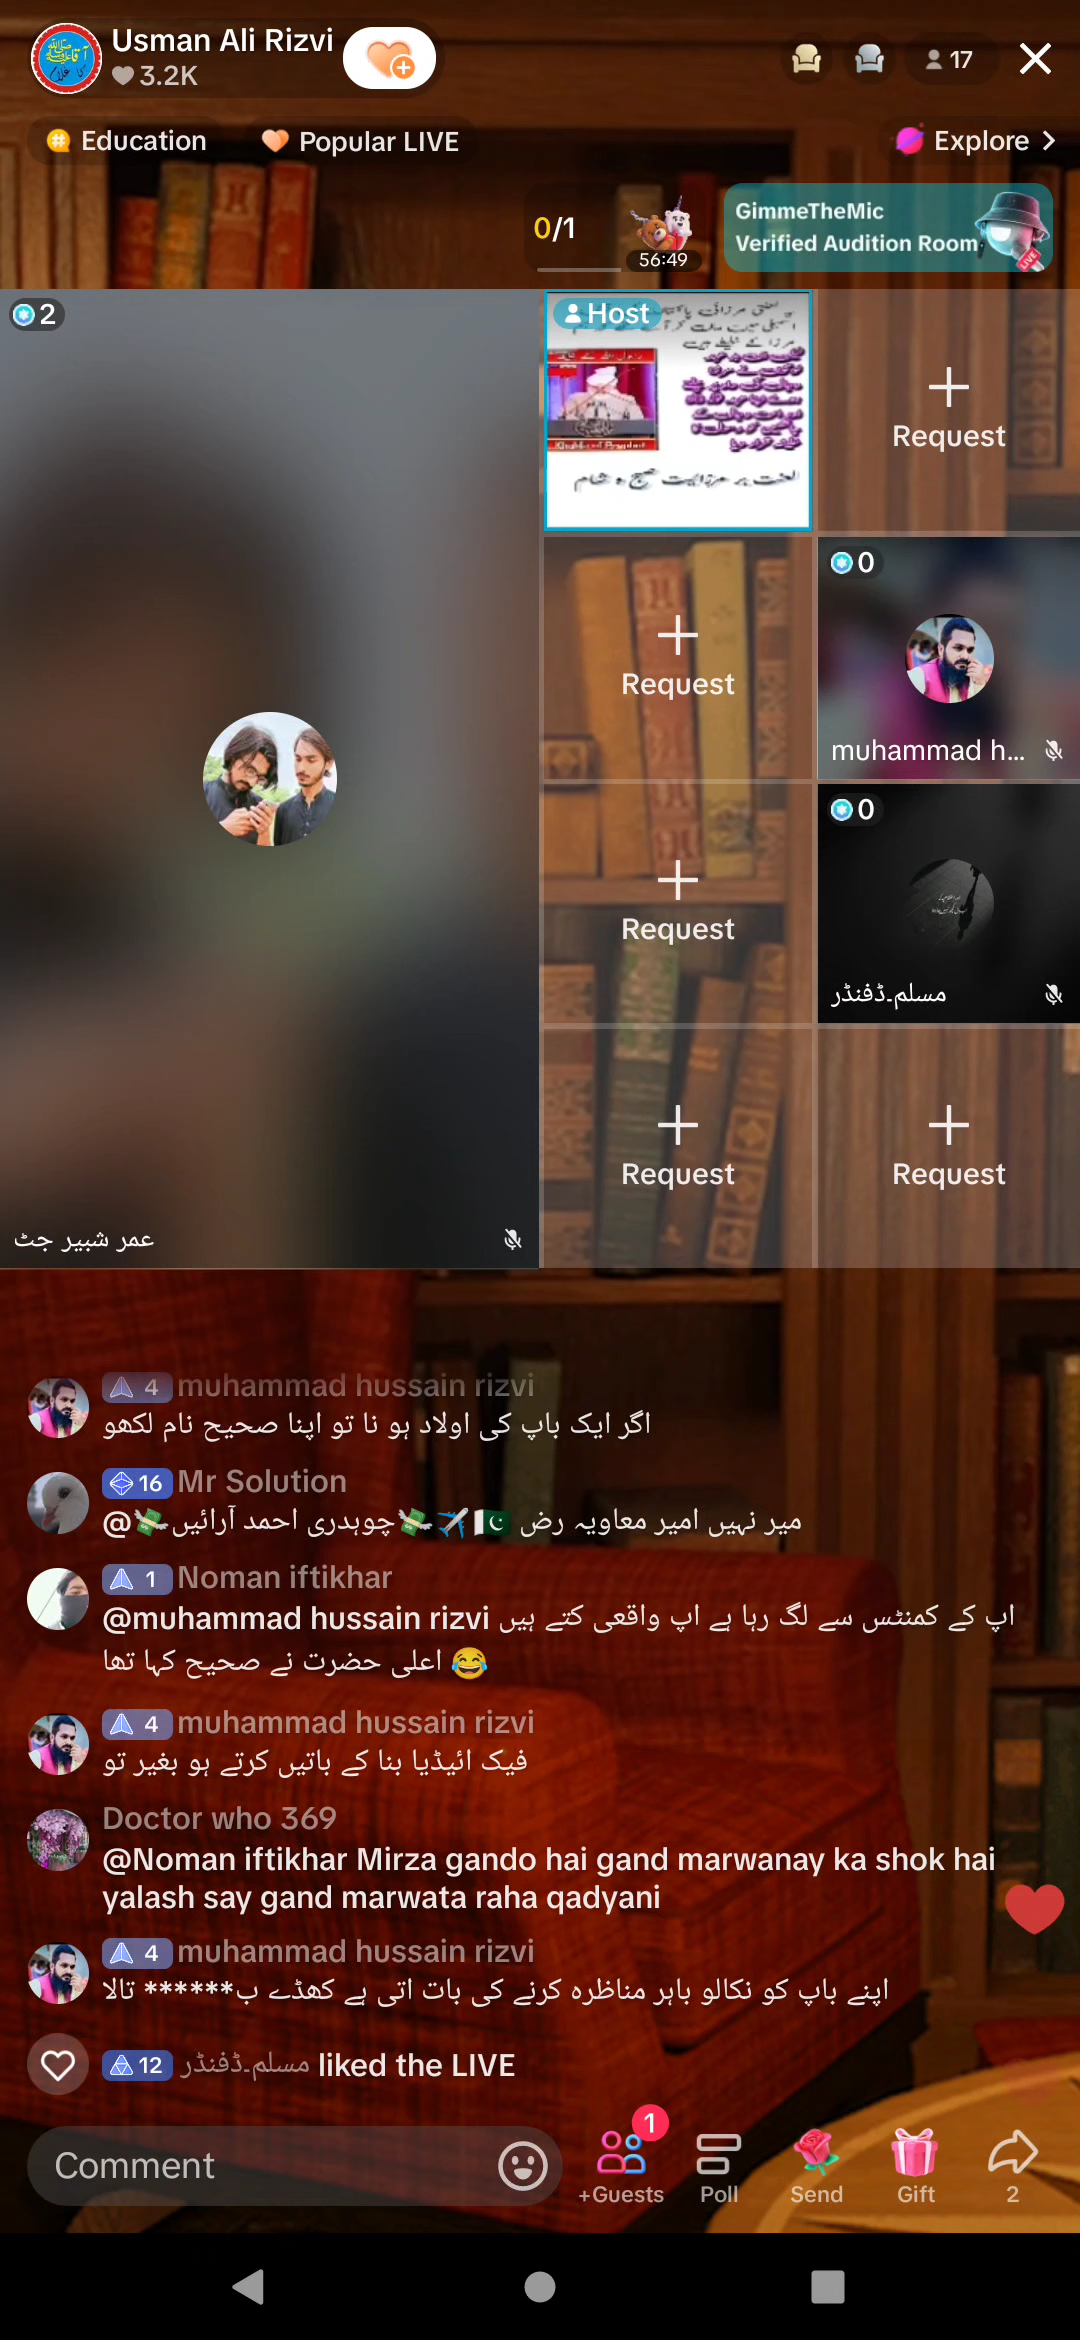 Usman Ali Rizvi
3.2K
17
Education
Popular LIVE
Explore
0/1
56:49
GimmeTheMic
Verified Audition Room
LIVE
2
Host
لعنت بر مرزائیت صبح و شام
Request
Request
0
muhammad h...
Request
0
مسلم۔ڈفنڈر
Request
Request
عمر شبیر جٹ
4 muhammad hussain rizvi
اگر ایک باپ کی اولاد ہو نا تو اپنا صحیح نام لکھو
16 Mr Solution
@💸چوہدری احمد آرائیں💸✈️🇵🇰 میر نہیں امیر معاویہ رض
1 Noman iftikhar
@muhammad hussain rizvi اپ کے کمنٹس سے لگ رہا ہے اپ واقعی کتے ہیں
اعلی حضرت نے صحیح کہا تھا 😂
4 muhammad hussain rizvi
فیک ائیڈیا بنا کے باتیں کرتے ہو بغیر تو
Doctor who 369
@Noman iftikhar Mirza gando hai gand marwanay ka shok hai
yalash say gand marwata raha qadyani
4 muhammad hussain rizvi
اپنے باپ کو نکالو باہر مناظرہ کرنے کی بات اتی ہے کھڈے ب****** تالا
12 مسلم۔ڈفنڈر liked the LIVE
Comment
1
+Guests
Poll
Send
Gift
2